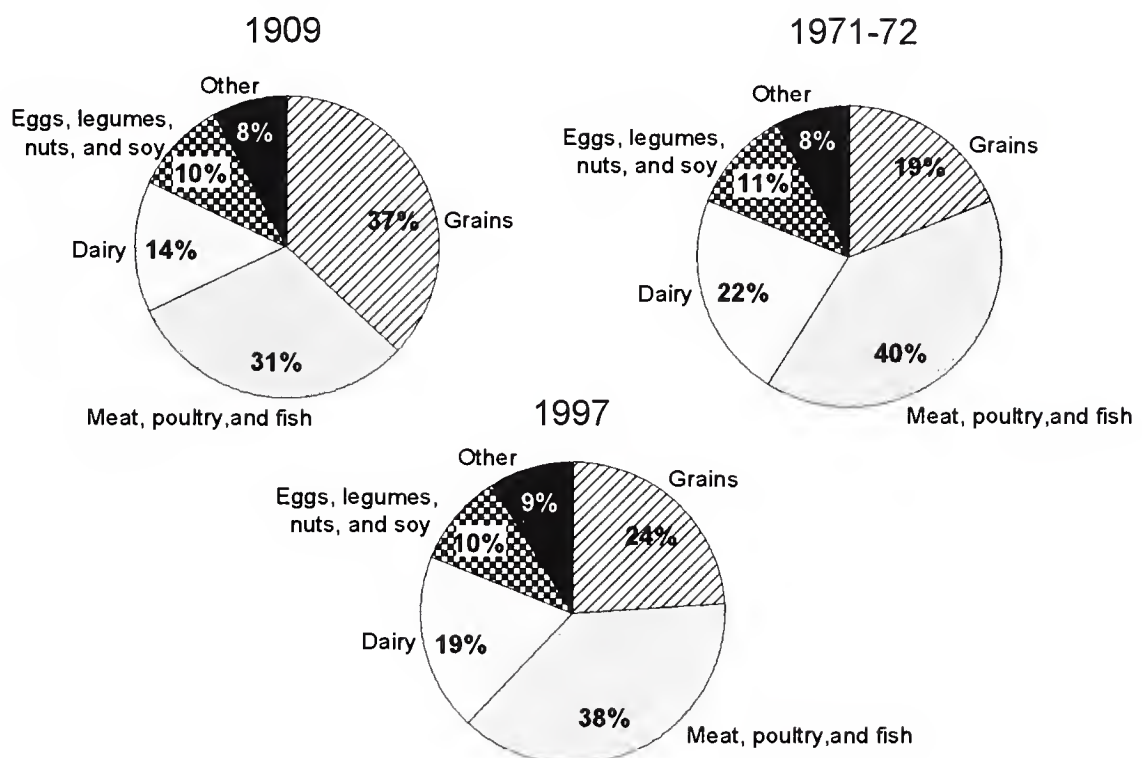 1909
Other
Eggs, legumes,
nuts, and soy
8%
10%
37%
Grains
Dairy
14%
31%
Meat, poultry,and fish
1971-72
Other
Eggs, legumes,
nuts, and soy
8%
11%
19%
Grains
Dairy
22%
40%
Meat, poultry,and fish
1997
Other
Eggs, legumes,
nuts, and soy
9%
10%
24%
Grains
Dairy
19%
38%
Meat, poultry,and fish